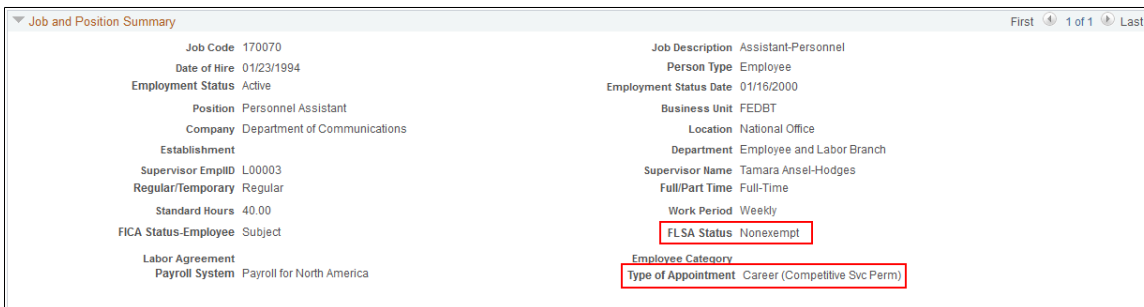 Job and Position Summary First 1 of 1 Last
Job Code 170070 Job Description Assistant-Personnel
Date of Hire 01/23/1994 Person Type Employee
Employment Status Active Employment Status Date 01/16/2000
Position Personnel Assistant Business Unit FEDBT
Company Department of Communications Location National Office
Establishment Department Employee and Labor Branch
Supervisor EmplID L00003 Supervisor Name Tamara Ansel-Hodges
Regular/Temporary Regular Full/Part Time Full-Time
Standard Hours 40.00 Work Period Weekly
FICA Status-Employee Subject FLSA Status Nonexempt
Labor Agreement Employee Category
Payroll System Payroll for North America Type of Appointment Career (Competitive Svc Perm)